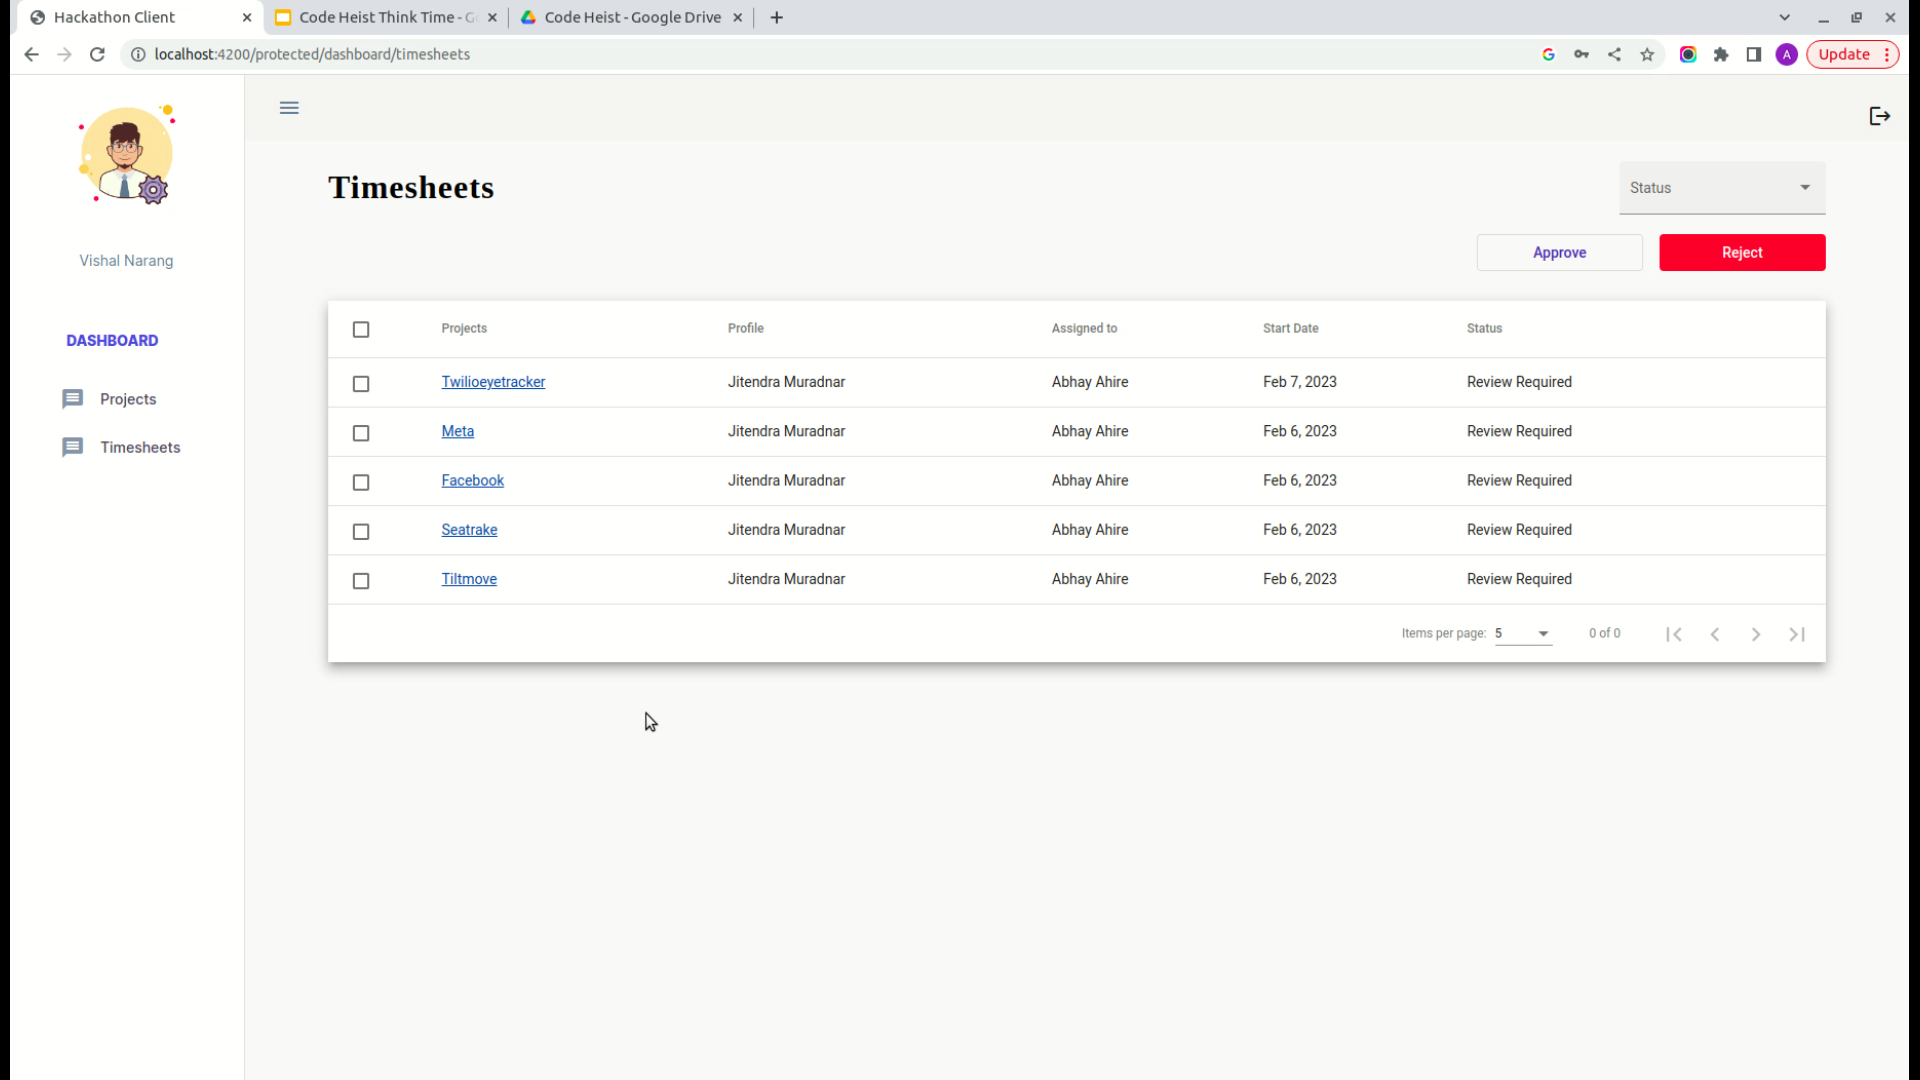 Hackathon Client
Code Heist Think Time - G
Code Heist - Google Drive
localhost:4200/protected/dashboard/timesheets
A
Update
Vishal Narang
DASHBOARD
Projects
Timesheets
Timesheets
Status
Approve
Reject
Projects Profile Assigned to Start Date Status
Twilioeyetracker Jitendra Muradnar Abhay Ahire Feb 7, 2023 Review Required
Meta Jitendra Muradnar Abhay Ahire Feb 6, 2023 Review Required
Facebook Jitendra Muradnar Abhay Ahire Feb 6, 2023 Review Required
Seatrake Jitendra Muradnar Abhay Ahire Feb 6, 2023 Review Required
Tiltmove Jitendra Muradnar Abhay Ahire Feb 6, 2023 Review Required
Items per page: 5 0 of 0